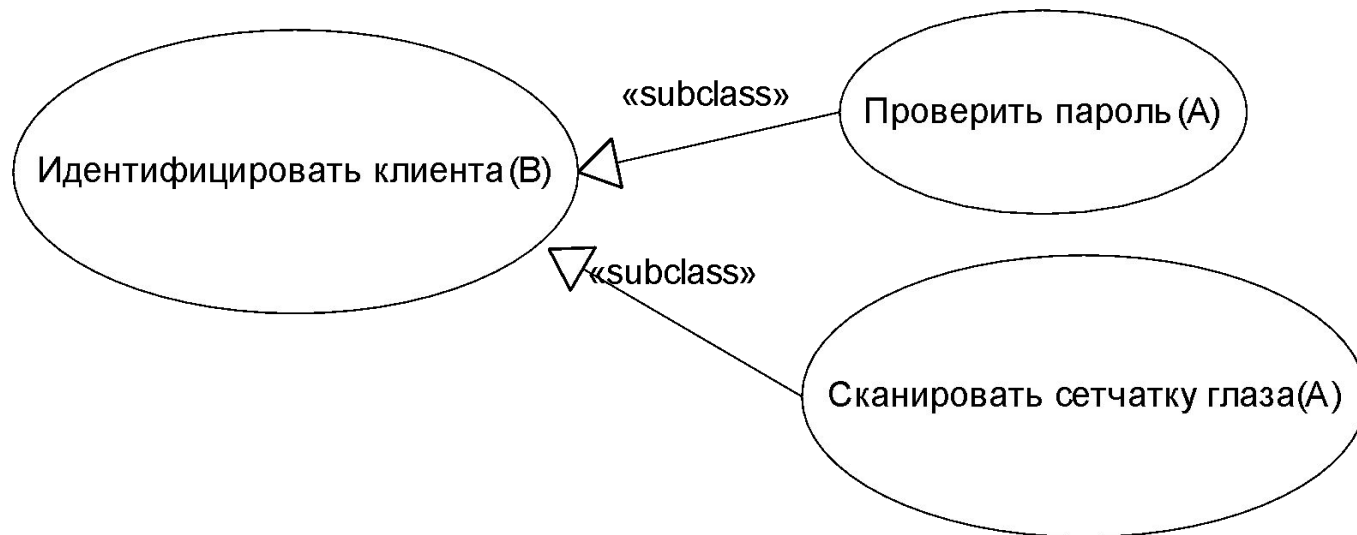 «subclass»
Проверить пароль (A)
Идентифицировать клиента (B)
«subclass»
Сканировать сетчатку глаза(A)